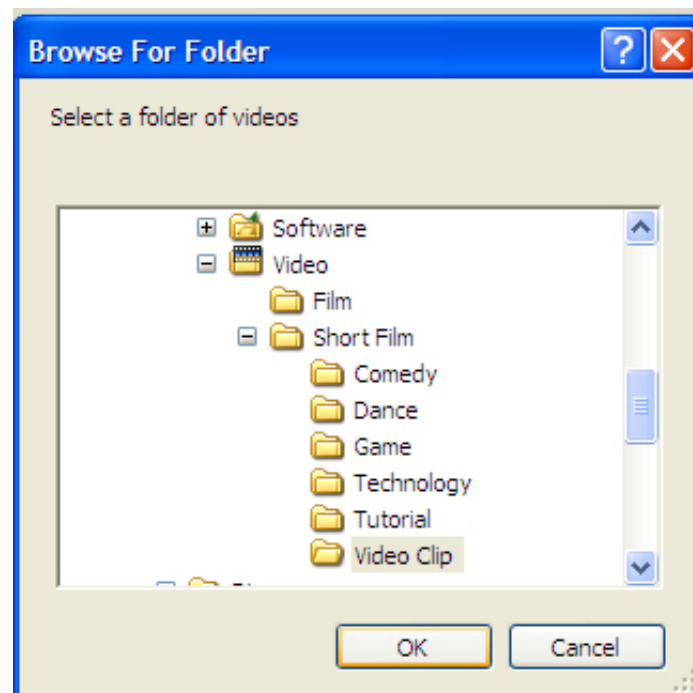 Browse For Folder
Select a folder of videos
Software
Video
Film
Short Film
Comedy
Dance
Game
Technology
Tutorial
Video Clip
OK Cancel